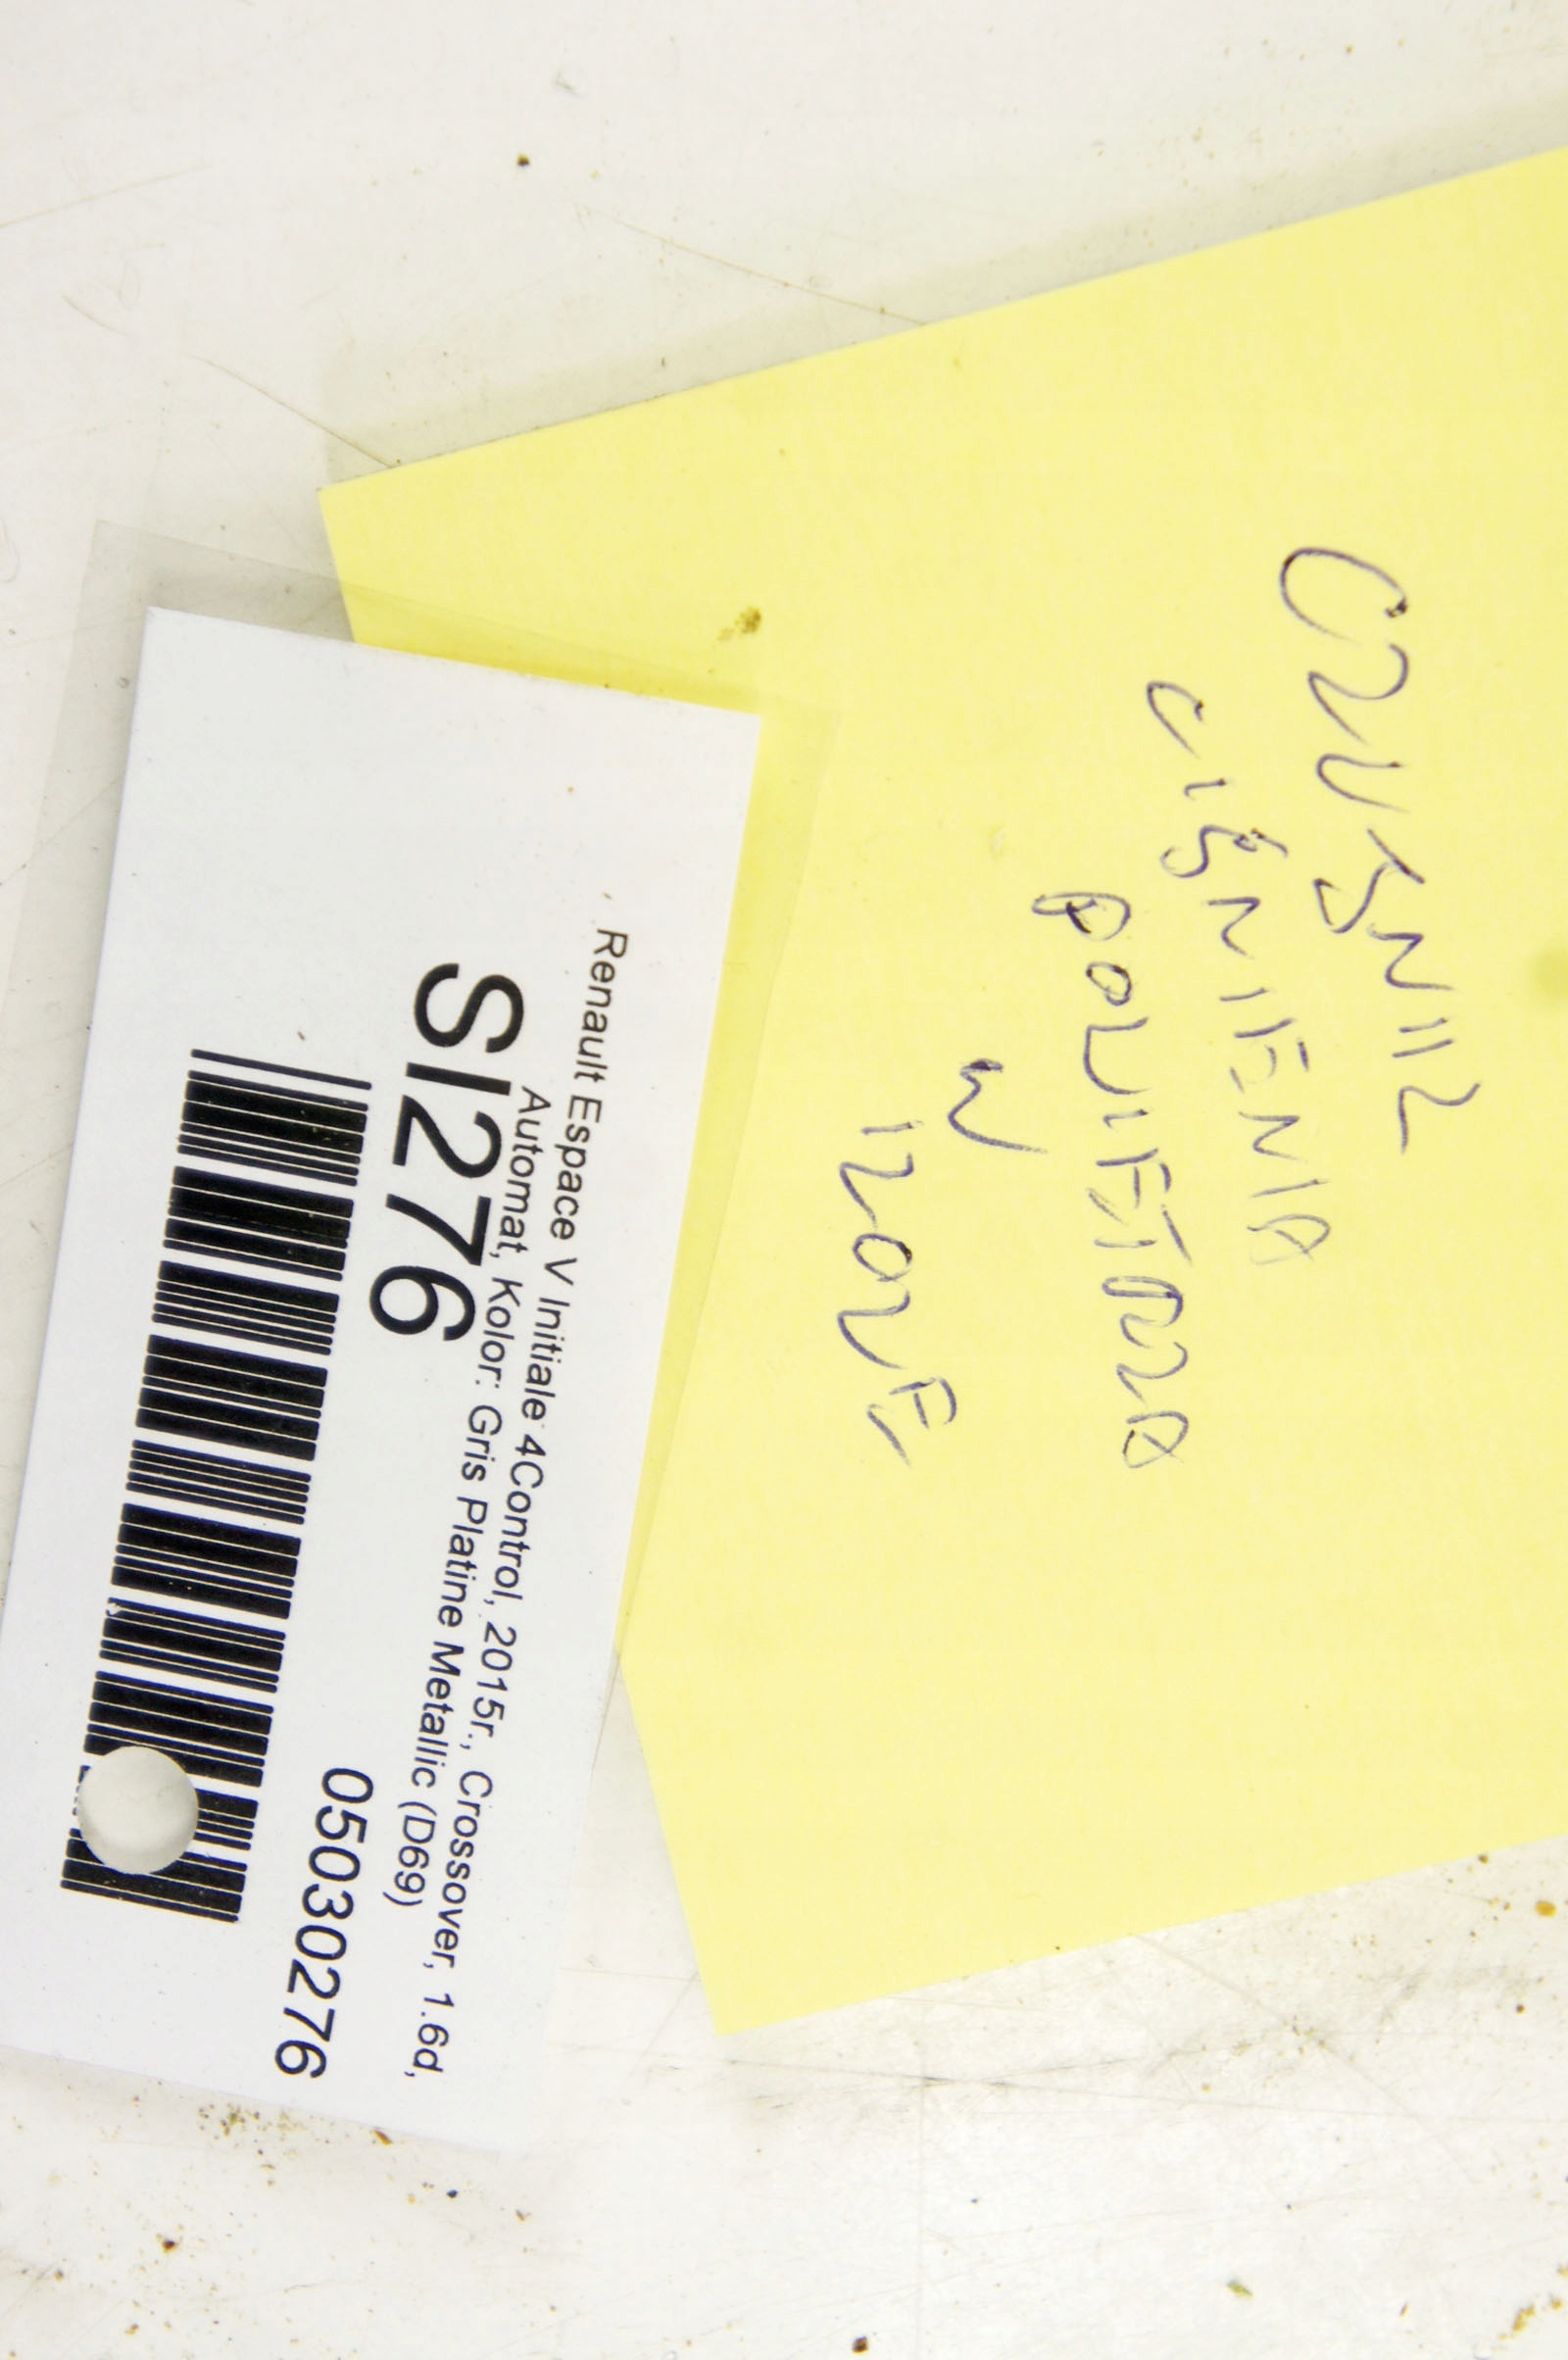 CZUJNIK
CIŚNIENIA
POWIETRZA
W
KOLE
Renault Espace V Initiale 4Control, 2015r., Crossover, 1.6d,
Automat, Kolor: Gris Platine Metallic (D69)
SI276
05030276